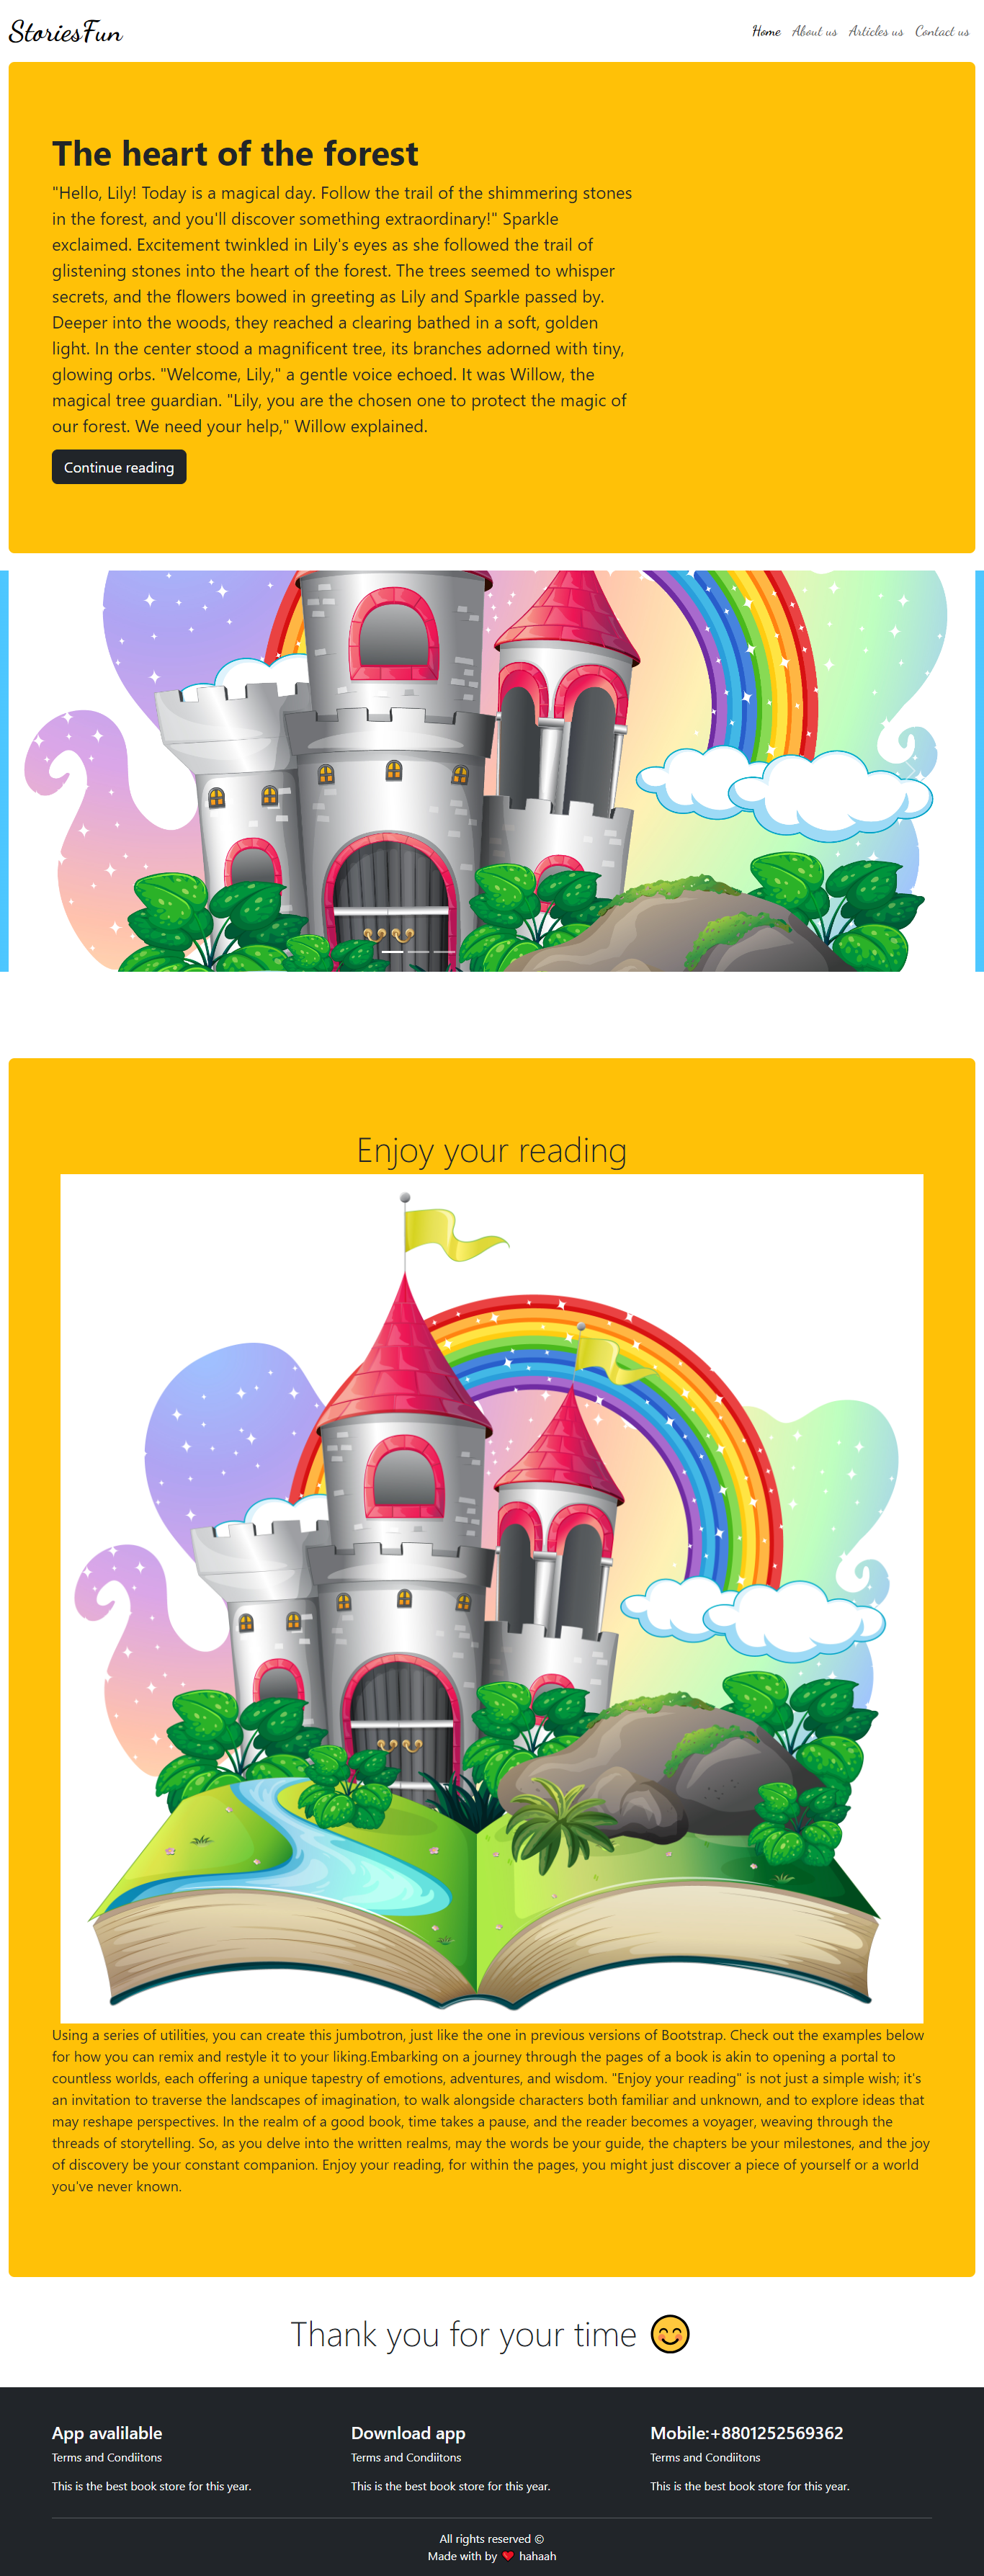 StoriesFun
Home About us Articles us Contact us
The heart of the forest
"Hello, Lily! Today is a magical day. Follow the trail of the shimmering stones
in the forest, and you'll discover something extraordinary!" Sparkle
exclaimed. Excitement twinkled in Lily's eyes as she followed the trail of
glistening stones into the heart of the forest. The trees seemed to whisper
secrets, and the flowers bowed in greeting as Lily and Sparkle passed by.
Deeper into the woods, they reached a clearing bathed in a soft, golden
light. In the center stood a magnificent tree, its branches adorned with tiny,
glowing orbs. "Welcome, Lily," a gentle voice echoed. It was Willow, the
magical tree guardian. "Lily, you are the chosen one to protect the magic of
our forest. We need your help," Willow explained.
Continue reading
Enjoy your reading
Using a series of utilities, you can create this jumbotron, just like the one in previous versions of Bootstrap. Check out the examples below
for how you can remix and restyle it to your liking.Embarking on a journey through the pages of a book is akin to opening a portal to
countless worlds, each offering a unique tapestry of emotions, adventures, and wisdom. "Enjoy your reading" is not just a simple wish; it's
an invitation to traverse the landscapes of imagination, to walk alongside characters both familiar and unknown, and to explore ideas that
may reshape perspectives. In the realm of a good book, time takes a pause, and the reader becomes a voyager, weaving through the
threads of storytelling. So, as you delve into the written realms, may the words be your guide, the chapters be your milestones, and the joy
of discovery be your constant companion. Enjoy your reading, for within the pages, you might just discover a piece of yourself or a world
you've never known.
Thank you for your time 😊
App avalilable
Terms and Condiitons
This is the best book store for this year.
Download app
Terms and Condiitons
This is the best book store for this year.
Mobile:+8801252569362
Terms and Condiitons
This is the best book store for this year.
All rights reserved ©
Made with by ❤️ hahaah